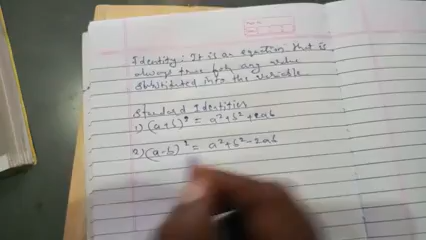 Identity: It is an equation that is
always true for any value
substituted into the variable
Standard Identities
1) (a+b)² = a²+b²+2ab
2) (a-b)² = a²+b²-2ab